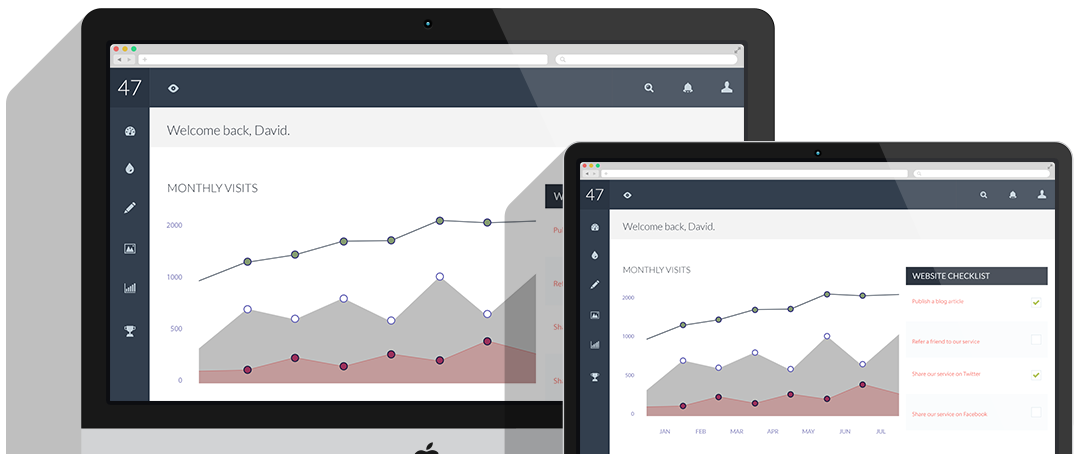 47
Welcome back, David.
MONTHLY VISITS
2000
1000
500
0
W
Pu
Ref
Sha
Sha
47
Welcome back, David.
MONTHLY VISITS
2000
1000
500
0
JAN FEB MAR APR MAY JUN JUL
WEBSITE CHECKLIST
Publish a blog article
Refer a friend to our service
Share our service on Twitter
Share our service on Facebook